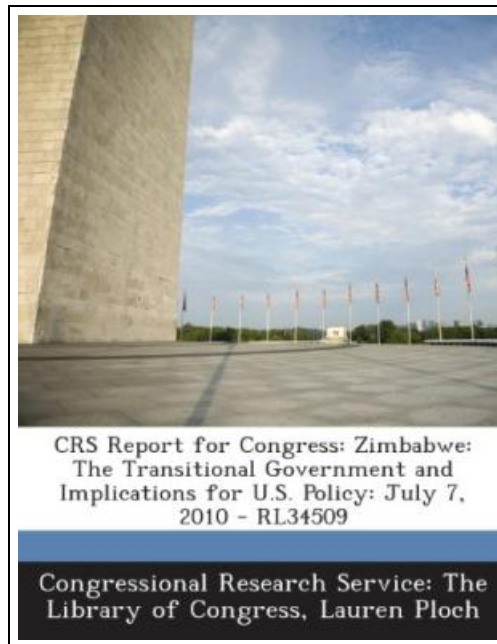 CRS Report for Congress: Zimbabwe:
The Transitional Government and
Implications for U.S. Policy: July 7,
2010 - RL34509
Congressional Research Service: The
Library of Congress, Lauren Ploch